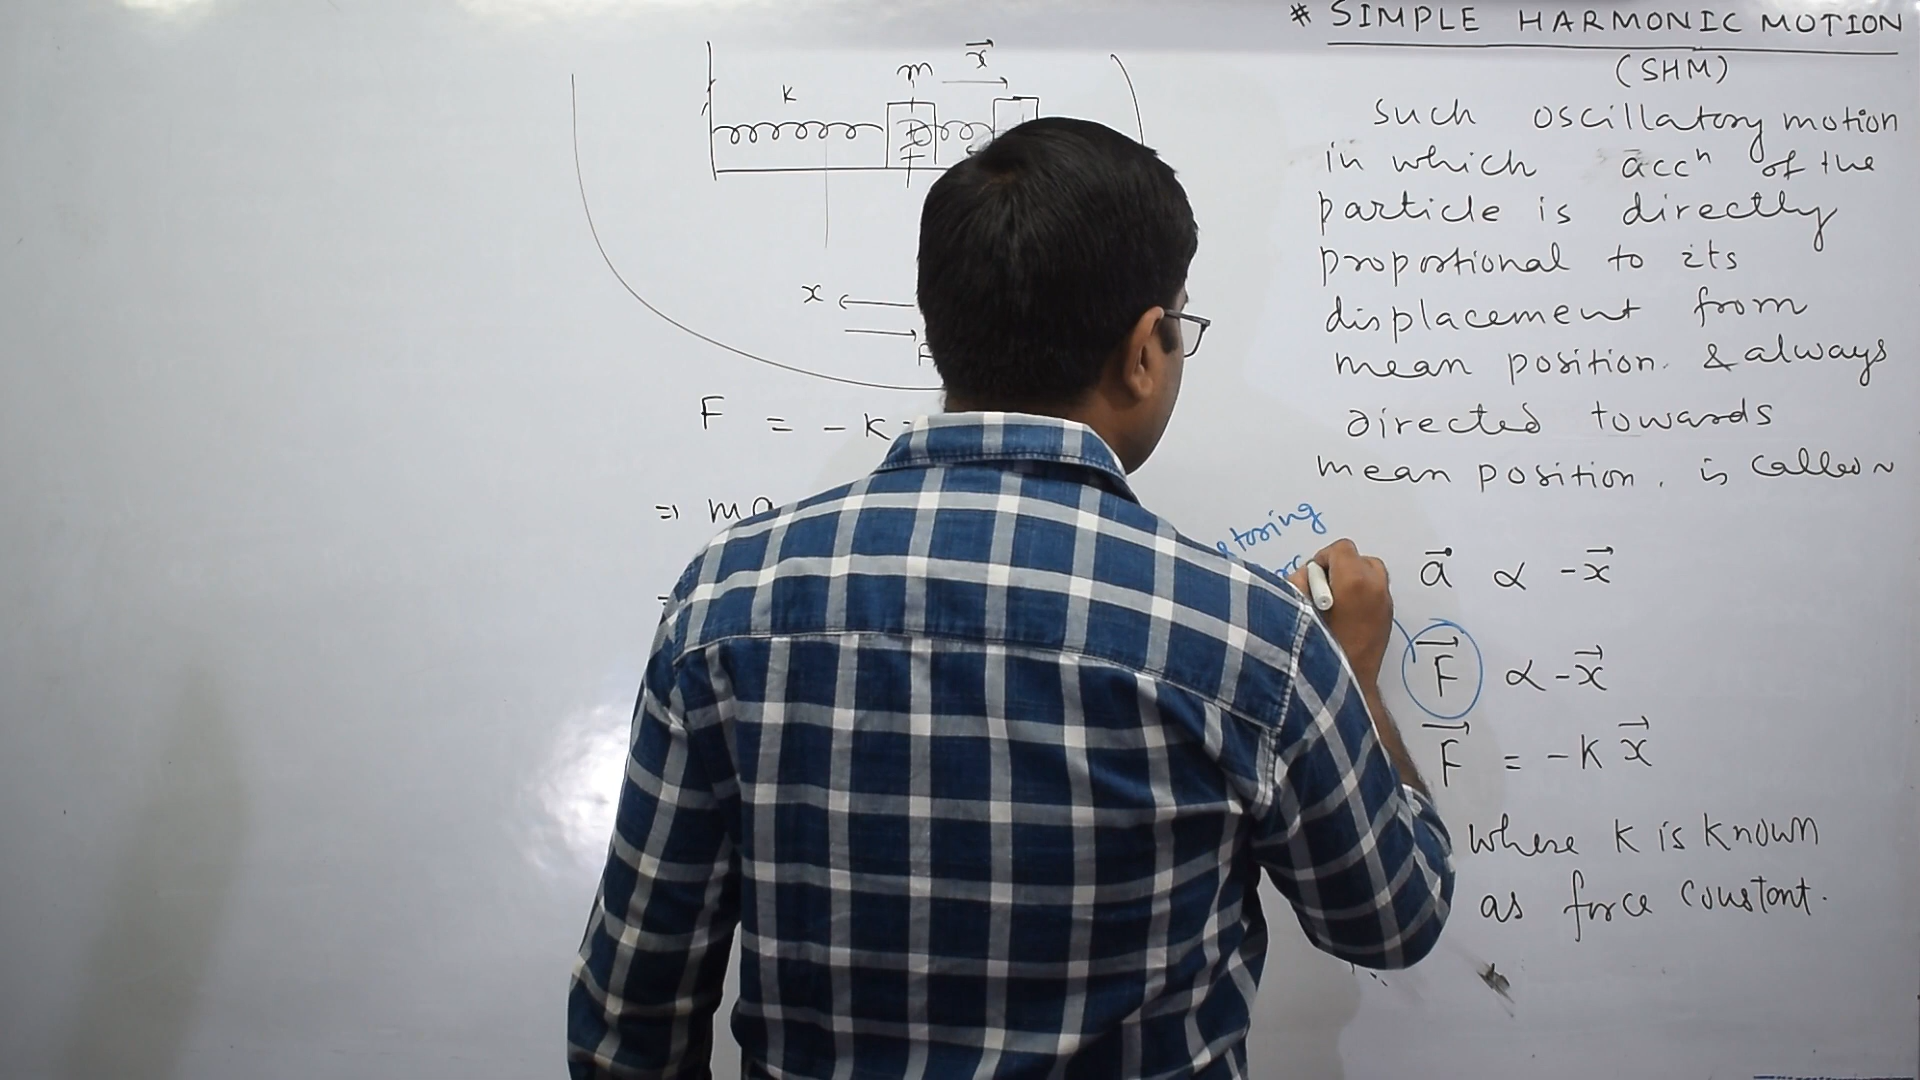 # SIMPLE HARMONIC MOTION
(SHM)
such oscillatory motion
in which accⁿ of the
particle is directly
proportional to its
displacement from
mean position. & always
directed towards
mean position. is called
a⃗ ∝ -x⃗
F⃗ ∝ -x⃗
F⃗ = -K x⃗
where K is known
as force constant.
m x⃗
K
x
F = -K
⇒ ma